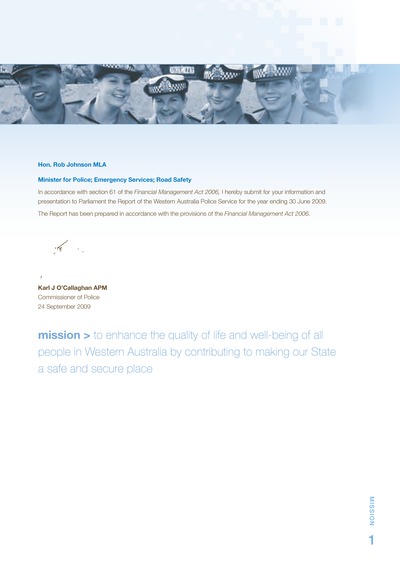 Hon. Rob Johnson MLA
Minister for Police; Emergency Services; Road Safety
In accordance with section 61 of the Financial Management Act 2006, I hereby submit for your information and
presentation to Parliament the Report of the Western Australia Police Service for the year ending 30 June 2009.
The Report has been prepared in accordance with the provisions of the Financial Management Act 2006.
Karl J O'Callaghan APM
Commissioner of Police
24 September 2009
mission > to enhance the quality of life and well-being of all
people in Western Australia by contributing to making our State
a safe and secure place
MISSION
1